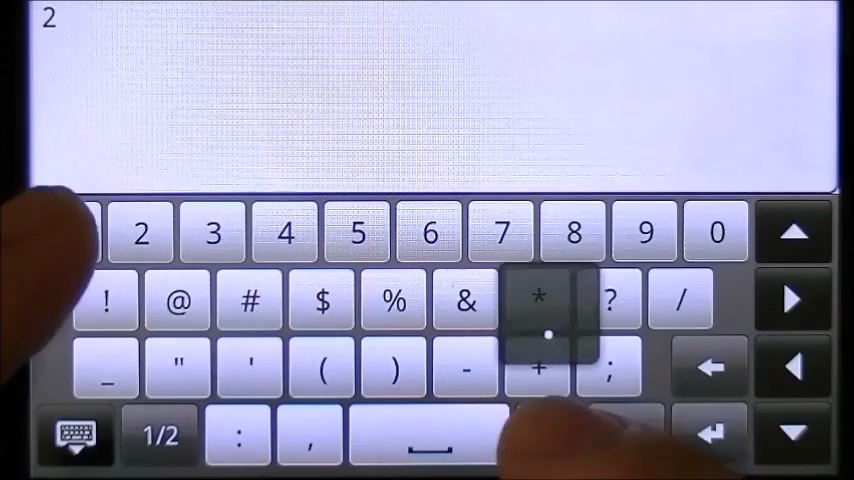 2
2 3 4 5 6 7 8 9 0
! @ # $ % & * ? /
_ " ' ( ) - + ;
1/2 : , .